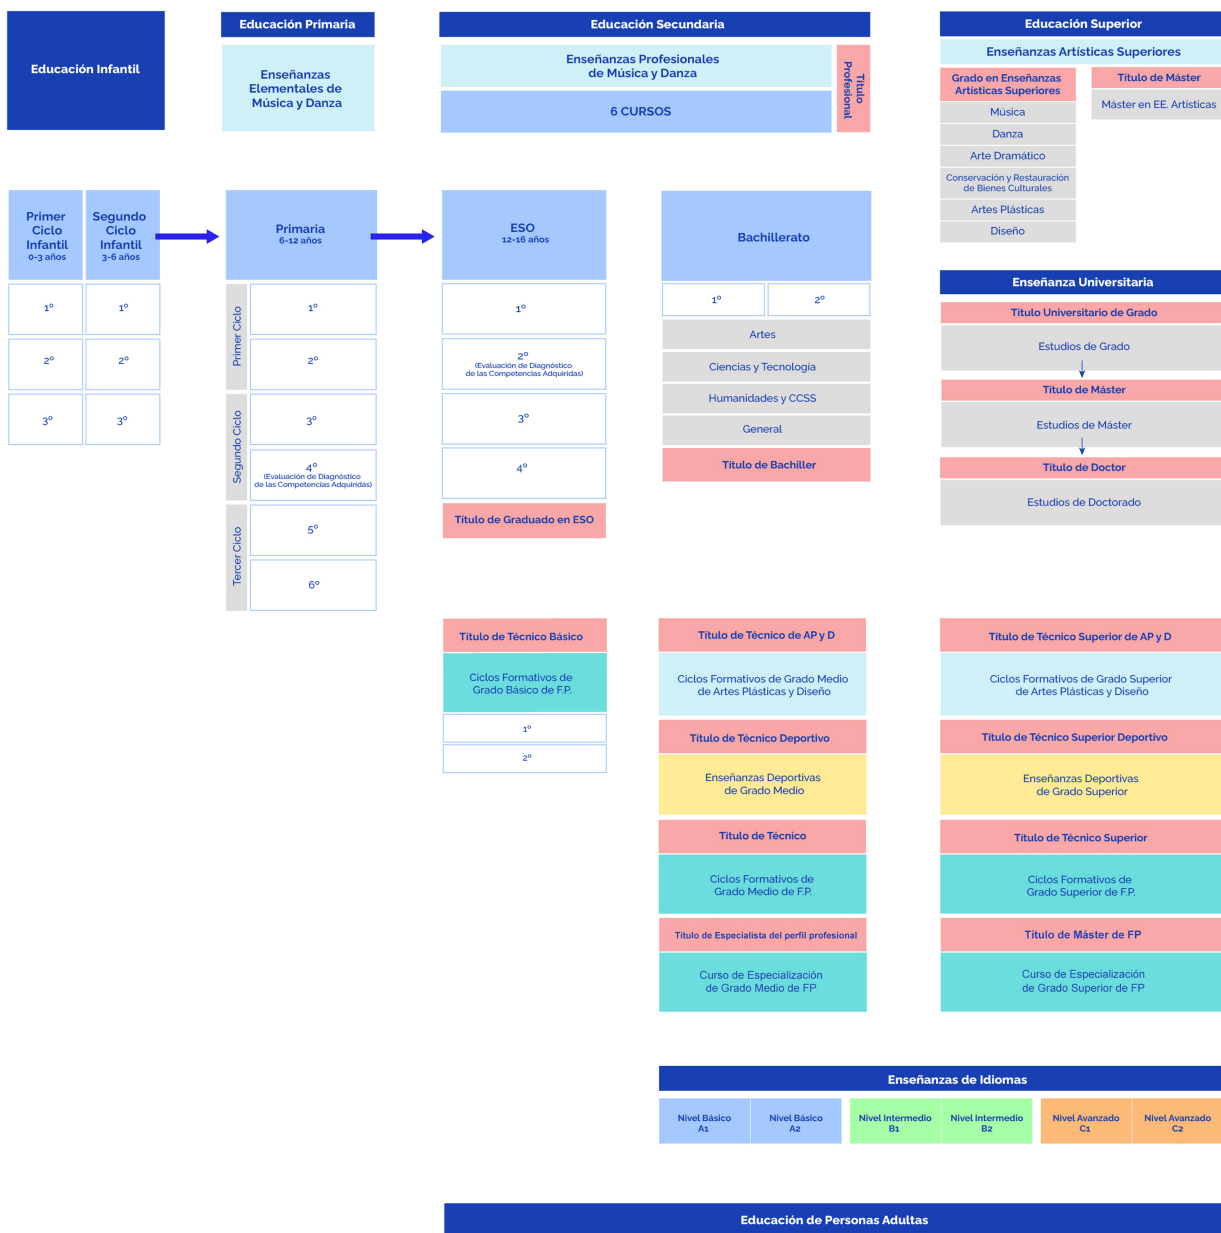 Educación Infantil
Educación Primaria
Enseñanzas
Elementales de
Música y Danza
Educación Secundaria
Enseñanzas Profesionales
de Música y Danza
6 CURSOS
Título
Profesional
Educación Superior
Enseñanzas Artísticas Superiores
Grado en Enseñanzas
Artísticas Superiores
Música
Danza
Arte Dramático
Conservación y Restauración
de Bienes Culturales
Artes Plásticas
Diseño
Título de Máster
Máster en EE. Artísticas
Primer
Ciclo
Infantil
0-3 años
1º
2º
3º
Segundo
Ciclo
Infantil
3-6 años
1º
2º
3º
Primaria
6-12 años
Primer Ciclo
1º
2º
Segundo Ciclo
3º
4º
(Evaluación de Diagnóstico
de las Competencias Adquiridas)
Tercer Ciclo
5º
6º
ESO
12-16 años
1º
2º
(Evaluación de Diagnóstico
de las Competencias Adquiridas)
3º
4º
Título de Graduado en ESO
Bachillerato
1º
2º
Artes
Ciencias y Tecnología
Humanidades y CCSS
General
Título de Bachiller
Enseñanza Universitaria
Título Universitario de Grado
Estudios de Grado
Título de Máster
Estudios de Máster
Título de Doctor
Estudios de Doctorado
Título de Técnico Básico
Ciclos Formativos de
Grado Básico de F.P.
1º
2º
Título de Técnico de AP y D
Ciclos Formativos de Grado Medio
de Artes Plásticas y Diseño
Título de Técnico Deportivo
Enseñanzas Deportivas
de Grado Medio
Título de Técnico
Ciclos Formativos de
Grado Medio de F.P.
Título de Especialista del perfil profesional
Curso de Especialización
de Grado Medio de FP
Título de Técnico Superior de AP y D
Ciclos Formativos de Grado Superior
de Artes Plásticas y Diseño
Título de Técnico Superior Deportivo
Enseñanzas Deportivas
de Grado Superior
Título de Técnico Superior
Ciclos Formativos de
Grado Superior de F.P.
Título de Máster de FP
Curso de Especialización
de Grado Superior de FP
Enseñanzas de Idiomas
Nivel Básico
A1
Nivel Básico
A2
Nivel Intermedio
B1
Nivel Intermedio
B2
Nivel Avanzado
C1
Nivel Avanzado
C2
Educación de Personas Adultas